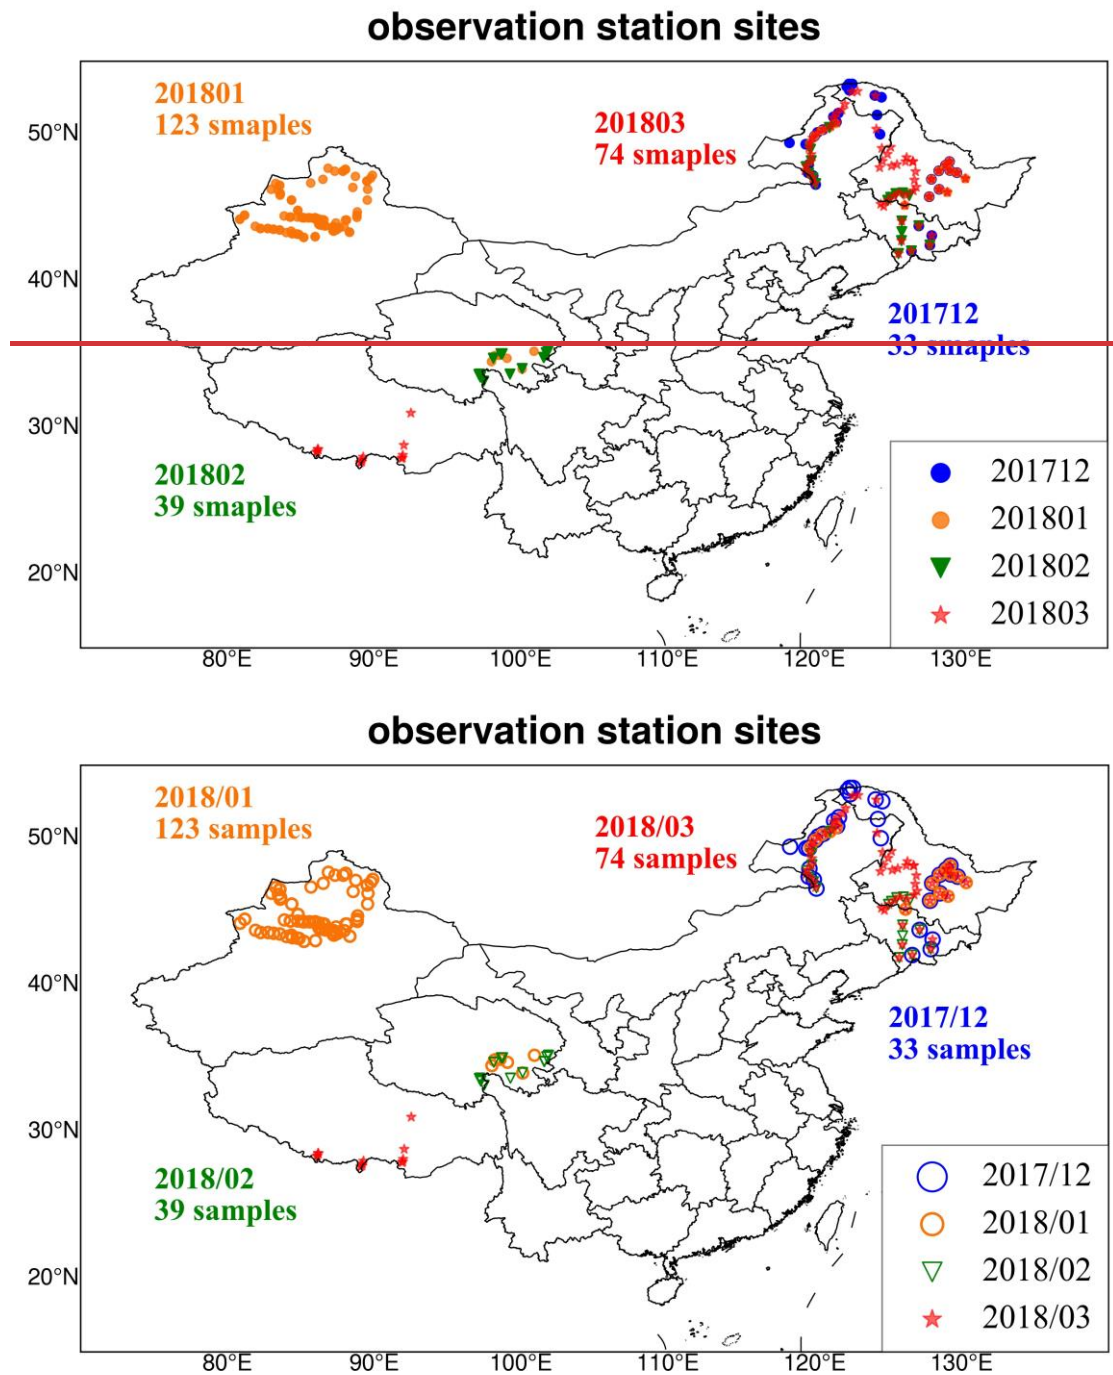 observation station sites
201801
123 smaples
201803
74 smaples
50°N
40°N
201712
33 smaples
30°N
201802
39 smaples
201712
201801
201802
201803
20°N
80°E 90°E 100°E 110°E 120°E 130°E
observation station sites
2018/01
123 samples
2018/03
74 samples
50°N
40°N
2017/12
33 samples
30°N
2018/02
39 samples
2017/12
2018/01
2018/02
2018/03
20°N
80°E 90°E 100°E 110°E 120°E 130°E